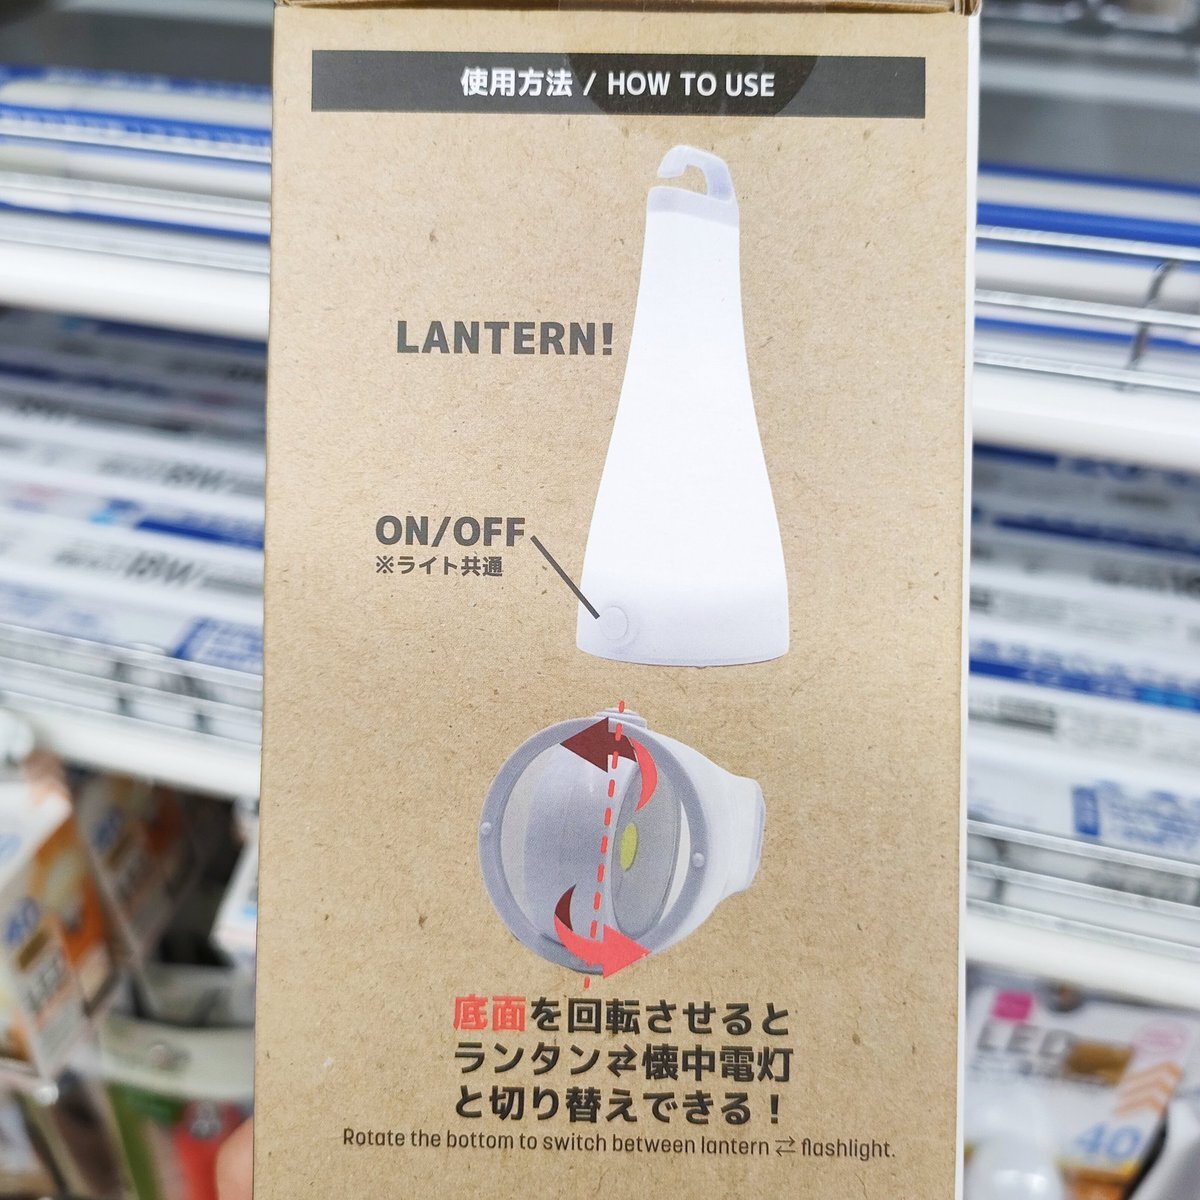 使用方法 / HOW TO USE
LANTERN!
ON/OFF
※ライト共通
底面を回転させると
ランタン⇄懐中電灯
と切り替えできる！
Rotate the bottom to switch between lantern ⇄ flashlight.
LED
40